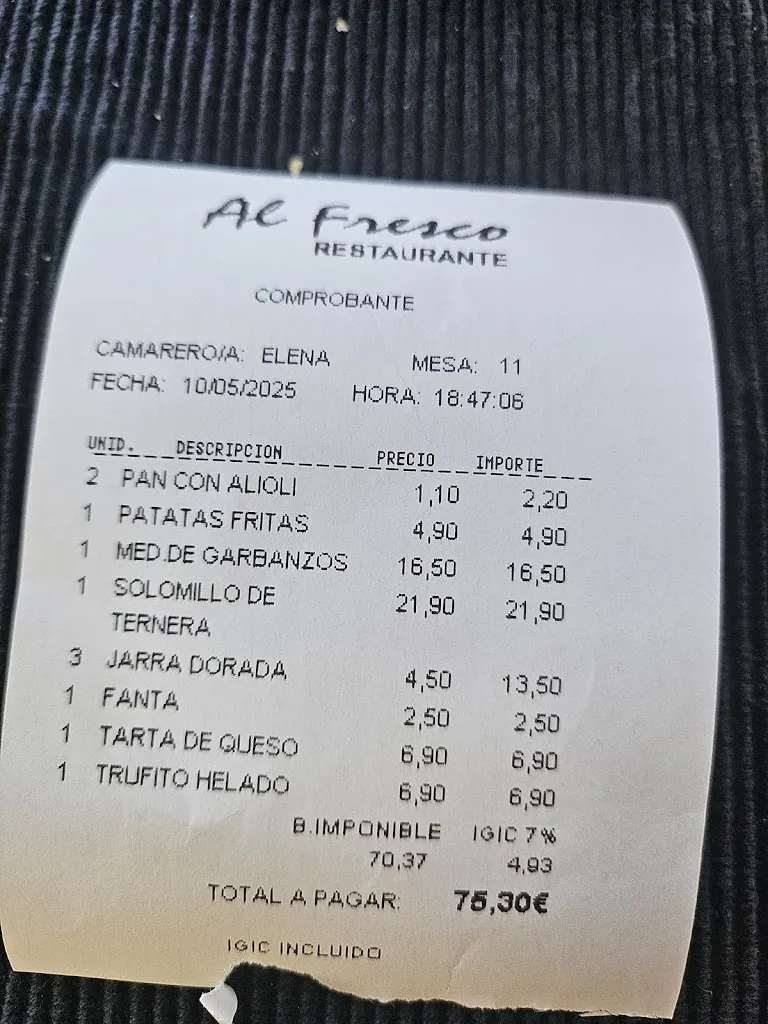 Al Fresco
RESTAURANTE
COMPROBANTE
CAMARERO/A: ELENA MESA: 11
FECHA: 10/05/2025 HORA: 18:47:06
UNID. DESCRIPCION PRECIO IMPORTE
2 PAN CON ALIOLI 1,10 2,20
1 PATATAS FRITAS 4,90 4,90
1 MED.DE GARBANZOS 16,50 16,50
1 SOLOMILLO DE 21,90 21,90
TERNERA
3 JARRA DORADA 4,50 13,50
1 FANTA 2,50 2,50
1 TARTA DE QUESO 6,90 6,90
1 TRUFITO HELADO 6,90 6,90
B.IMPONIBLE IGIC 7%
70,37 4,93
TOTAL A PAGAR: 75,30€
IGIC INCLUIDO